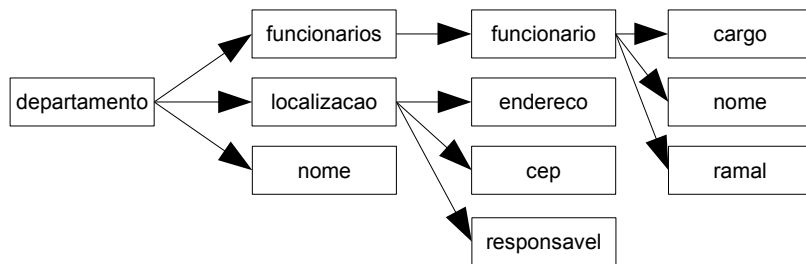 funcionarios
funcionario
cargo
departamento
localizacao
endereco
nome
nome
cep
ramal
responsavel